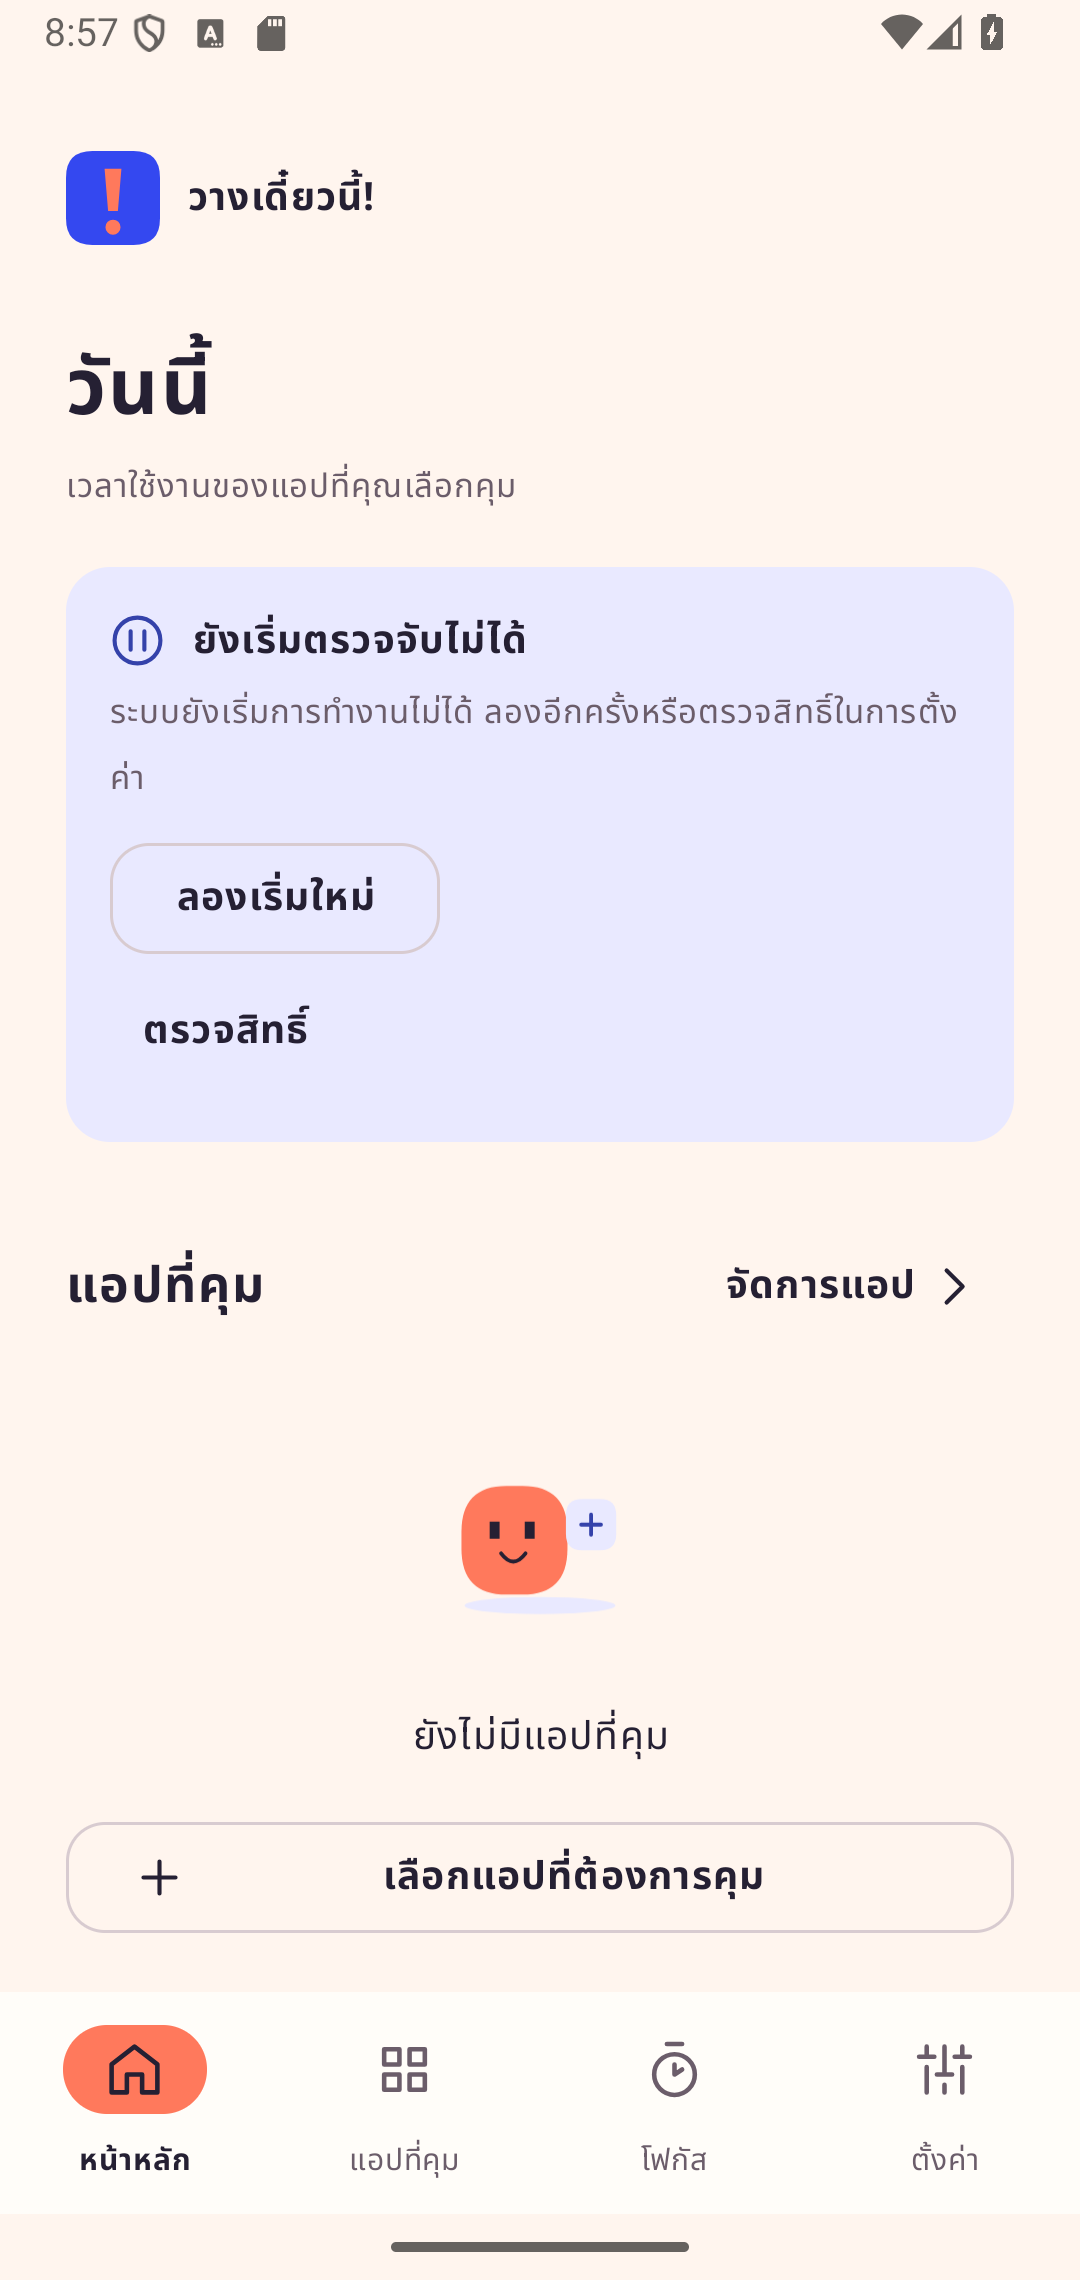 8:57
วางเดี๋ยวนี้!
วันนี้
เวลาใช้งานของแอปที่คุณเลือกคุม
ยังเริ่มตรวจจับไม่ได้
ระบบยังเริ่มการทำงานไม่ได้ ลองอีกครั้งหรือตรวจสิทธิ์ในการตั้ง
ค่า
ลองเริ่มใหม่
ตรวจสิทธิ์
แอปที่คุม
จัดการแอป
ยังไม่มีแอปที่คุม
เลือกแอปที่ต้องการคุม
หน้าหลัก
แอปที่คุม
โฟกัส
ตั้งค่า